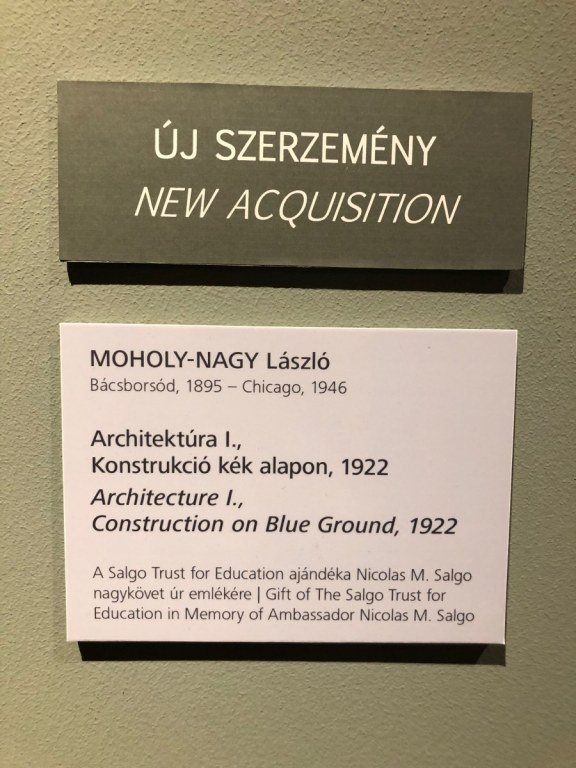 ÚJ SZERZEMÉNY
NEW ACQUISITION
MOHOLY-NAGY László
Bácsborsód, 1895 – Chicago, 1946
Architektúra I.,
Konstrukció kék alapon, 1922
Architecture I.,
Construction on Blue Ground, 1922
A Salgo Trust for Education ajándéka Nicolas M. Salgo
nagykövet úr emlékére | Gift of The Salgo Trust for
Education in Memory of Ambassador Nicolas M. Salgo